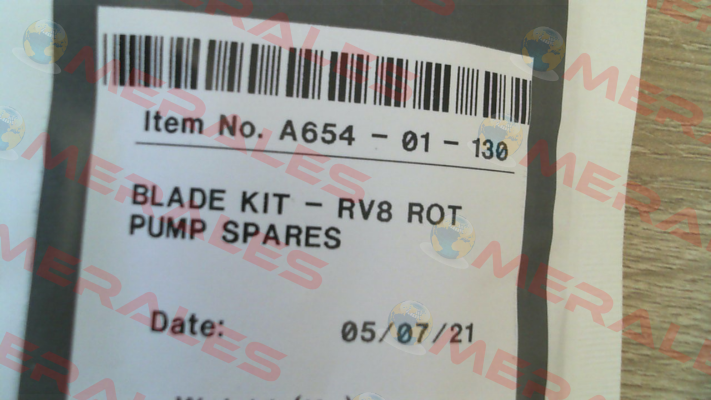 Item No. A654 - 01 - 130
BLADE KIT - RV8 ROT
PUMP SPARES
Date: 05/07/21
MERALES
MERALES
MERALES
MERALES
MERALES